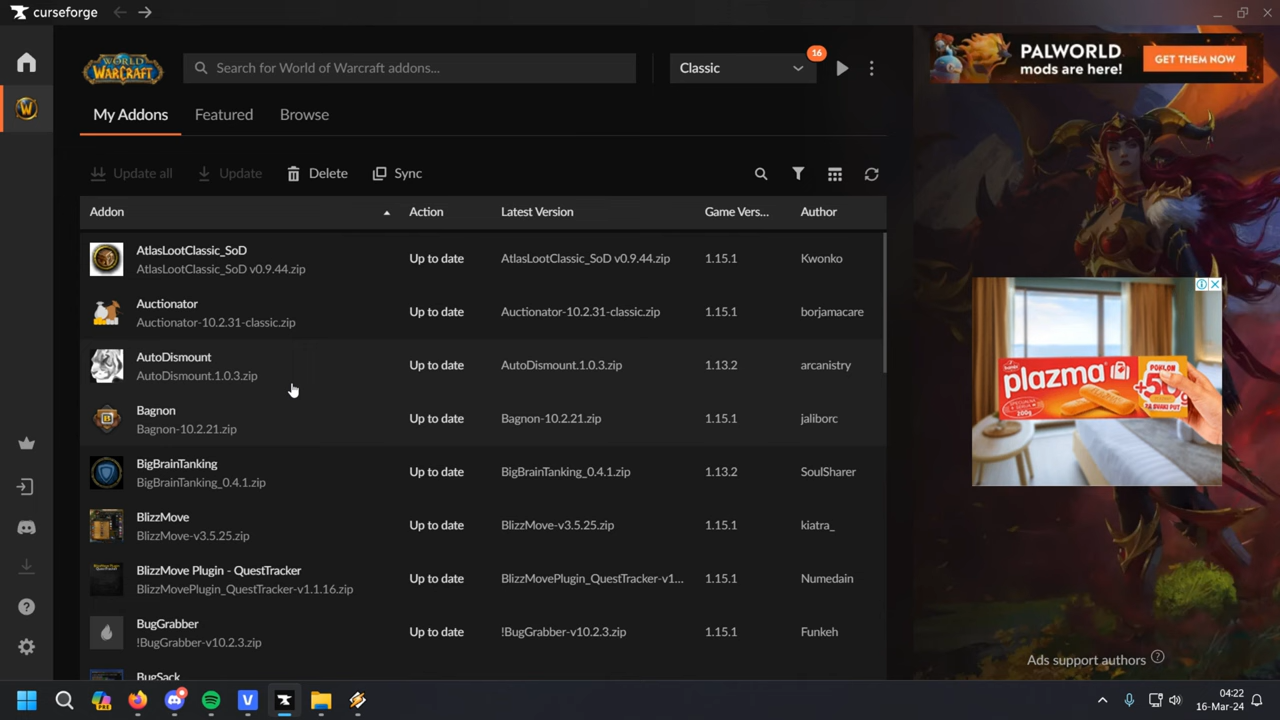 curseforge
WORLD
WARCRAFT
Search for World of Warcraft addons...
Classic
16
PALWORLD
mods are here!
GET THEM NOW
My Addons
Featured
Browse
Update all
Update
Delete
Sync
Addon
Action
Latest Version
Game Vers...
Author
AtlasLootClassic_SoD
AtlasLootClassic_SoD v0.9.44.zip
Up to date
AtlasLootClassic_SoD v0.9.44.zip
1.15.1
Kwonko
Auctionator
Auctionator-10.2.31-classic.zip
Up to date
Auctionator-10.2.31-classic.zip
1.15.1
borjamacare
AutoDismount
AutoDismount.1.0.3.zip
Up to date
AutoDismount.1.0.3.zip
1.13.2
arcanistry
Bagnon
Bagnon-10.2.21.zip
Up to date
Bagnon-10.2.21.zip
1.15.1
jaliborc
BigBrainTanking
BigBrainTanking_0.4.1.zip
Up to date
BigBrainTanking_0.4.1.zip
1.13.2
SoulSharer
BlizzMove
BlizzMove-v3.5.25.zip
Up to date
BlizzMove-v3.5.25.zip
1.15.1
kiatra_
BlizzMove Plugin - QuestTracker
BlizzMovePlugin_QuestTracker-v1.1.16.zip
Up to date
BlizzMovePlugin_QuestTracker-v1...
1.15.1
Numedain
BugGrabber
!BugGrabber-v10.2.3.zip
Up to date
!BugGrabber-v10.2.3.zip
1.15.1
Funkeh
BugSack
plazma
POKLON
+50g
200g
Ads support authors
PRE
04:22
16-Mar-24